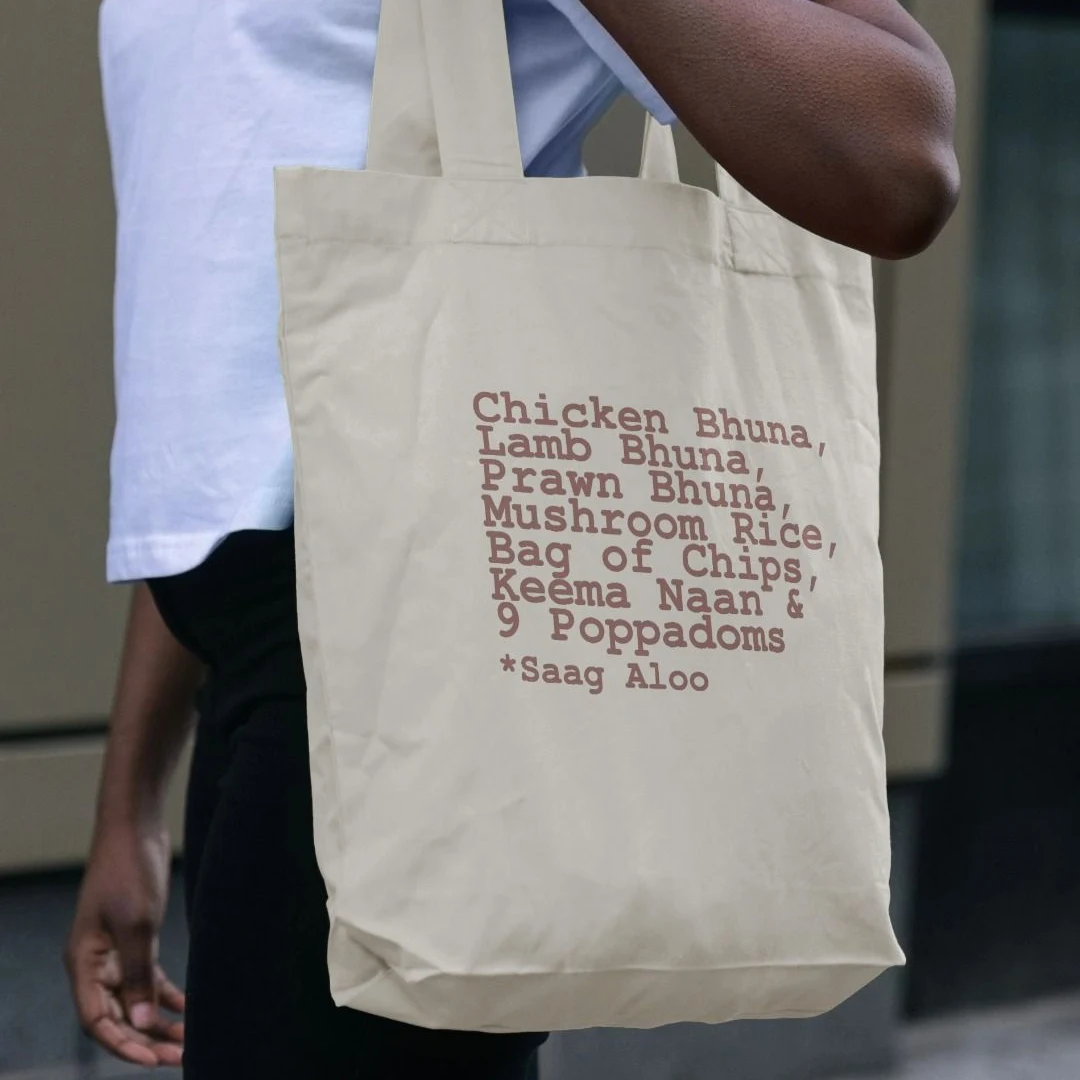 Chicken Bhuna,
Lamb Bhuna,
Prawn Bhuna,
Mushroom Rice,
Bag of Chips,
Keema Naan &
9 Poppadoms
*Saag Aloo